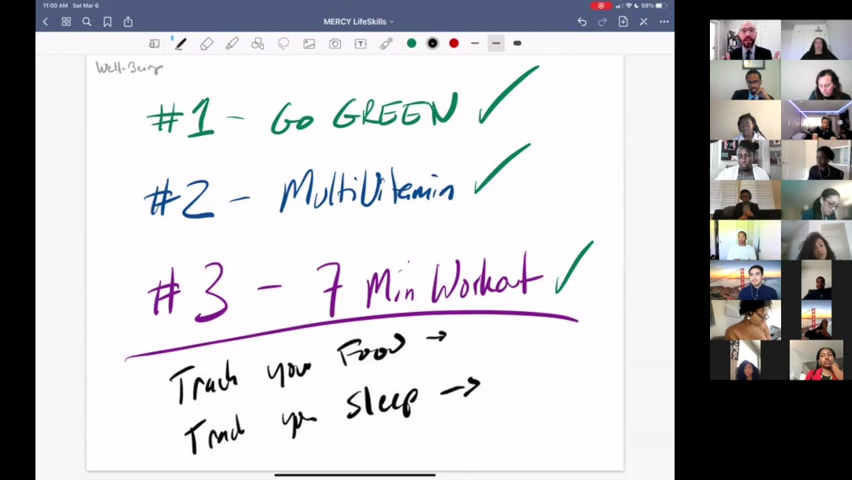 11:00 AM Sat Mar 6
59%
MERCY LifeSkills
Well-Being
#1 - Go GREEN ✓
#2 - MultiVitamin ✓
#3 - 7 Min Workout ✓
Track your Food →
Track your Sleep →